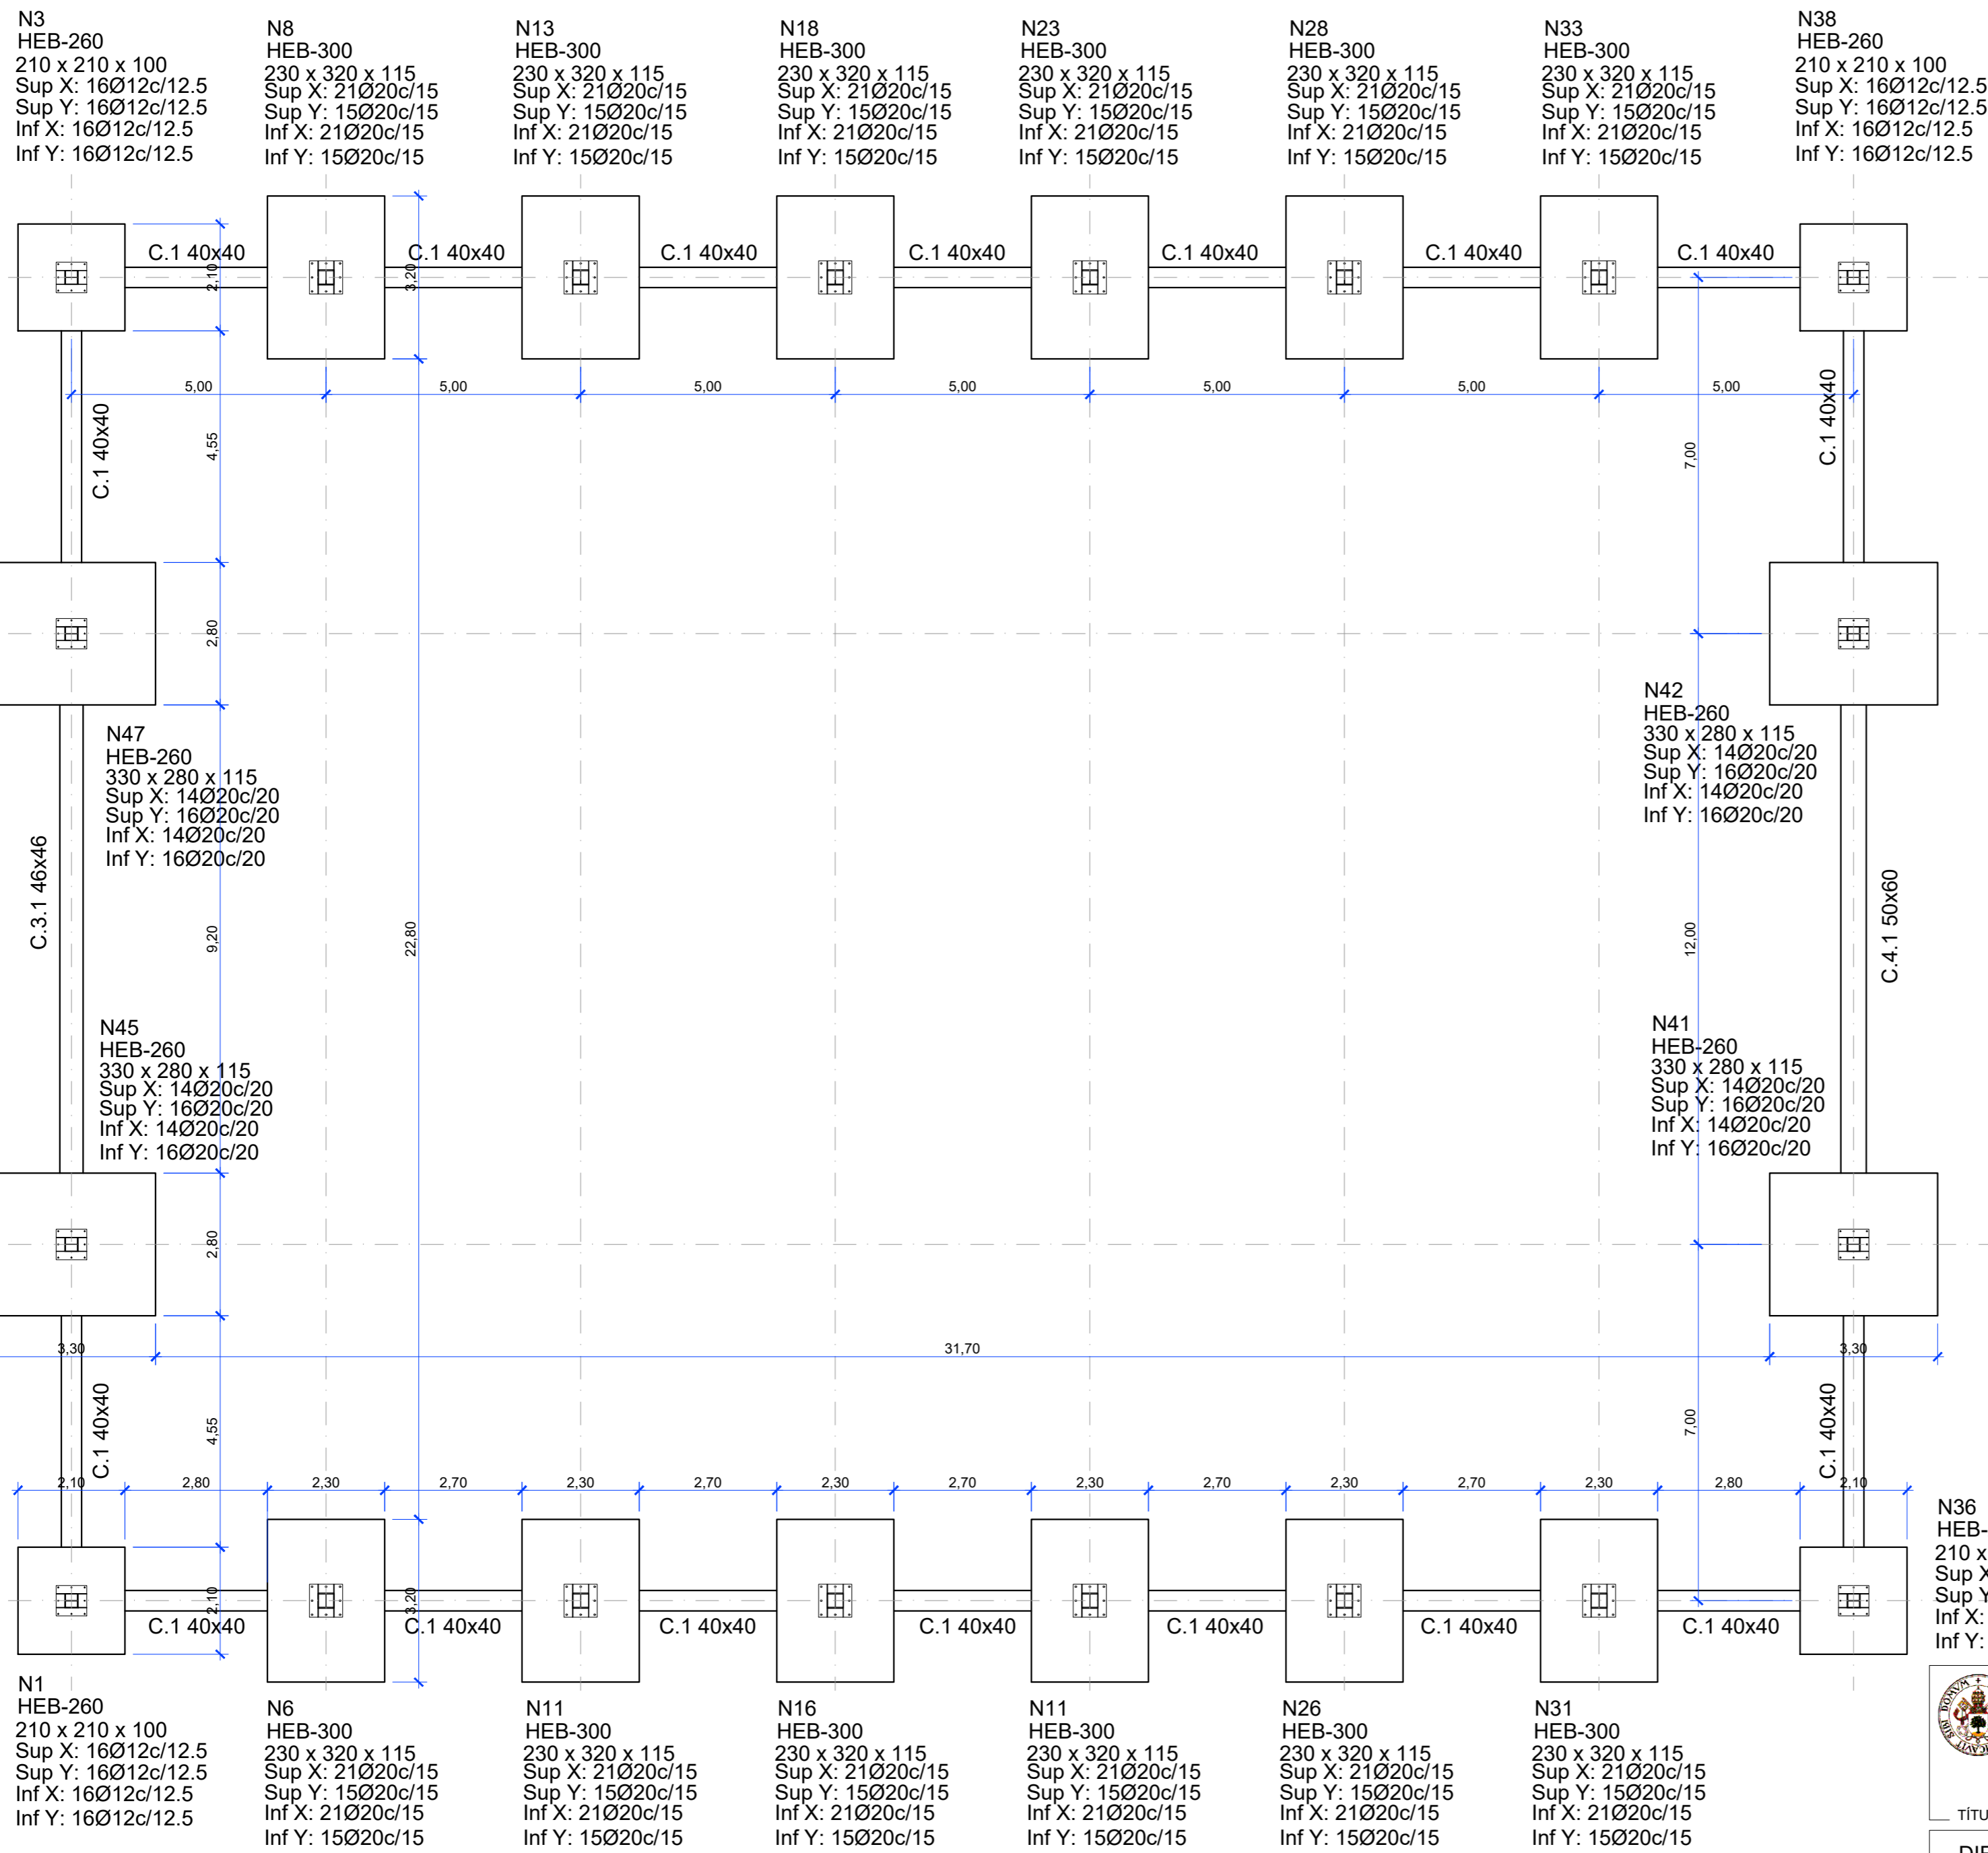 N3
HEB-260
210 x 210 x 100
Sup X: 16Ø12c/12.5
Sup Y: 16Ø12c/12.5
Inf X: 16Ø12c/12.5
Inf Y: 16Ø12c/12.5
N8
HEB-300
230 x 320 x 115
Sup X: 21Ø20c/15
Sup Y: 15Ø20c/15
Inf X: 21Ø20c/15
Inf Y: 15Ø20c/15
N13
HEB-300
230 x 320 x 115
Sup X: 21Ø20c/15
Sup Y: 15Ø20c/15
Inf X: 21Ø20c/15
Inf Y: 15Ø20c/15
N18
HEB-300
230 x 320 x 115
Sup X: 21Ø20c/15
Sup Y: 15Ø20c/15
Inf X: 21Ø20c/15
Inf Y: 15Ø20c/15
N23
HEB-300
230 x 320 x 115
Sup X: 21Ø20c/15
Sup Y: 15Ø20c/15
Inf X: 21Ø20c/15
Inf Y: 15Ø20c/15
N28
HEB-300
230 x 320 x 115
Sup X: 21Ø20c/15
Sup Y: 15Ø20c/15
Inf X: 21Ø20c/15
Inf Y: 15Ø20c/15
N33
HEB-300
230 x 320 x 115
Sup X: 21Ø20c/15
Sup Y: 15Ø20c/15
Inf X: 21Ø20c/15
Inf Y: 15Ø20c/15
N38
HEB-260
210 x 210 x 100
Sup X: 16Ø12c/12.5
Sup Y: 16Ø12c/12.5
Inf X: 16Ø12c/12.5
Inf Y: 16Ø12c/12.5
C.1 40x40
C.1 40x40
C.1 40x40
C.1 40x40
C.1 40x40
C.1 40x40
C.1 40x40
2,10
3,20
5,00
5,00
5,00
5,00
5,00
5,00
5,00
C.1 40x40
4,55
7,00
C.1 40x40
2,80
N47
HEB-260
330 x 280 x 115
Sup X: 14Ø20c/20
Sup Y: 16Ø20c/20
Inf X: 14Ø20c/20
Inf Y: 16Ø20c/20
N42
HEB-260
330 x 280 x 115
Sup X: 14Ø20c/20
Sup Y: 16Ø20c/20
Inf X: 14Ø20c/20
Inf Y: 16Ø20c/20
C.3.1 46x46
9,20
22,80
12,00
C.4.1 50x60
N45
HEB-260
330 x 280 x 115
Sup X: 14Ø20c/20
Sup Y: 16Ø20c/20
Inf X: 14Ø20c/20
Inf Y: 16Ø20c/20
N41
HEB-260
330 x 280 x 115
Sup X: 14Ø20c/20
Sup Y: 16Ø20c/20
Inf X: 14Ø20c/20
Inf Y: 16Ø20c/20
2,80
3,30
31,70
3,30
C.1 40x40
4,55
7,00
C.1 40x40
2,10
2,80
2,30
2,70
2,30
2,70
2,30
2,70
2,30
2,70
2,30
2,70
2,30
2,80
2,10
2,10
3,20
C.1 40x40
C.1 40x40
C.1 40x40
C.1 40x40
C.1 40x40
C.1 40x40
C.1 40x40
N36
HEB-
210 x
Sup X
Sup Y
Inf X:
Inf Y:
N1
HEB-260
210 x 210 x 100
Sup X: 16Ø12c/12.5
Sup Y: 16Ø12c/12.5
Inf X: 16Ø12c/12.5
Inf Y: 16Ø12c/12.5
N6
HEB-300
230 x 320 x 115
Sup X: 21Ø20c/15
Sup Y: 15Ø20c/15
Inf X: 21Ø20c/15
Inf Y: 15Ø20c/15
N11
HEB-300
230 x 320 x 115
Sup X: 21Ø20c/15
Sup Y: 15Ø20c/15
Inf X: 21Ø20c/15
Inf Y: 15Ø20c/15
N16
HEB-300
230 x 320 x 115
Sup X: 21Ø20c/15
Sup Y: 15Ø20c/15
Inf X: 21Ø20c/15
Inf Y: 15Ø20c/15
N11
HEB-300
230 x 320 x 115
Sup X: 21Ø20c/15
Sup Y: 15Ø20c/15
Inf X: 21Ø20c/15
Inf Y: 15Ø20c/15
N26
HEB-300
230 x 320 x 115
Sup X: 21Ø20c/15
Sup Y: 15Ø20c/15
Inf X: 21Ø20c/15
Inf Y: 15Ø20c/15
N31
HEB-300
230 x 320 x 115
Sup X: 21Ø20c/15
Sup Y: 15Ø20c/15
Inf X: 21Ø20c/15
Inf Y: 15Ø20c/15
TÍTU